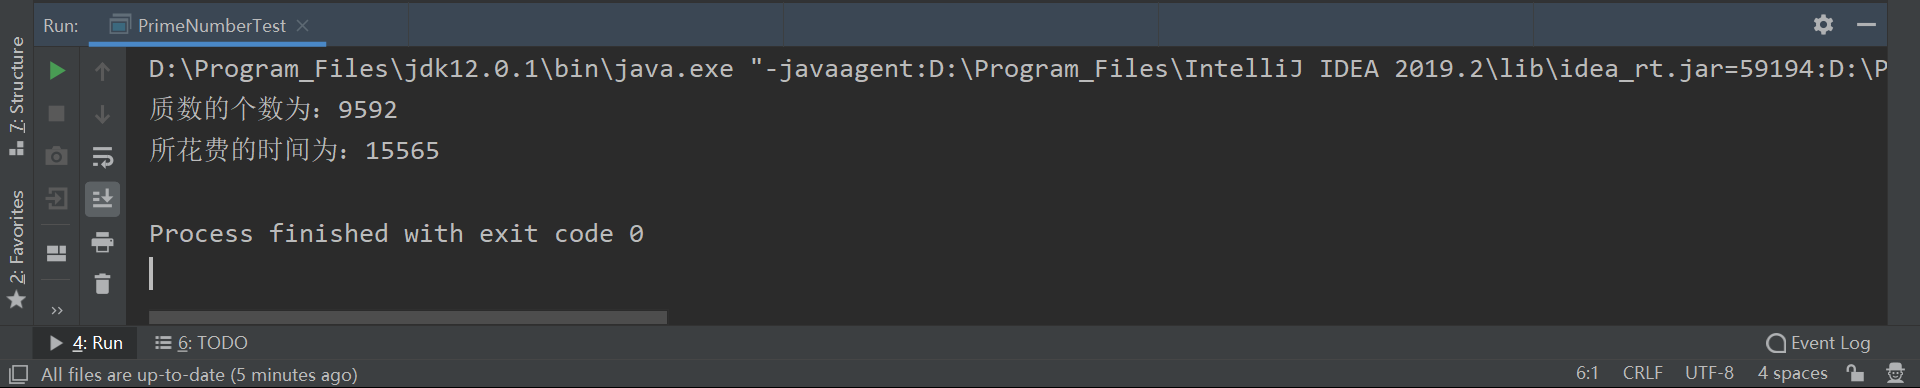 Run: PrimeNumberTest
D:\Program_Files\jdk12.0.1\bin\java.exe "-javaagent:D:\Program_Files\IntelliJ IDEA 2019.2\lib\idea_rt.jar=59194:D:\P
质数的个数为：9592
所花费的时间为：15565
Process finished with exit code 0
7: Structure
2: Favorites
4: Run 6: TODO Event Log
All files are up-to-date (5 minutes ago) 6:1 CRLF UTF-8 4 spaces